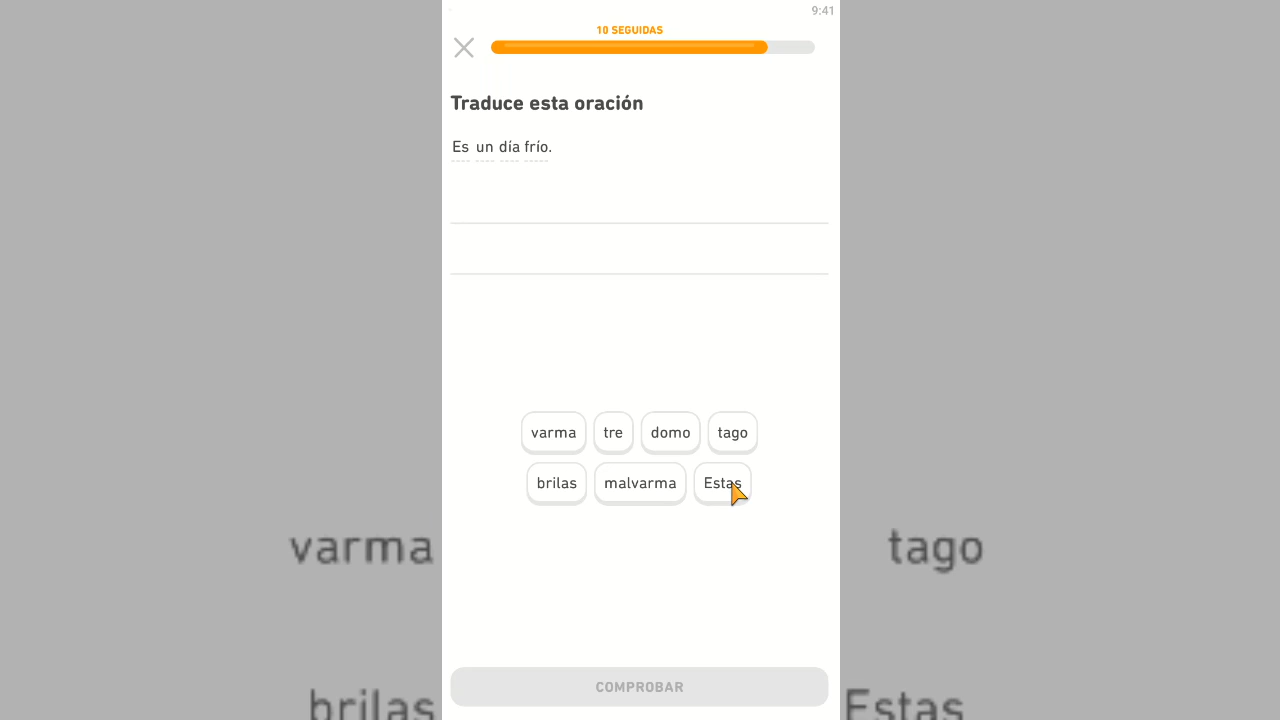 9:41
10 SEGUIDAS
Traduce esta oración
Es un día frío.
varma tre domo tago
brilas malvarma Estas
COMPROBAR
varma tago
brilas Estas